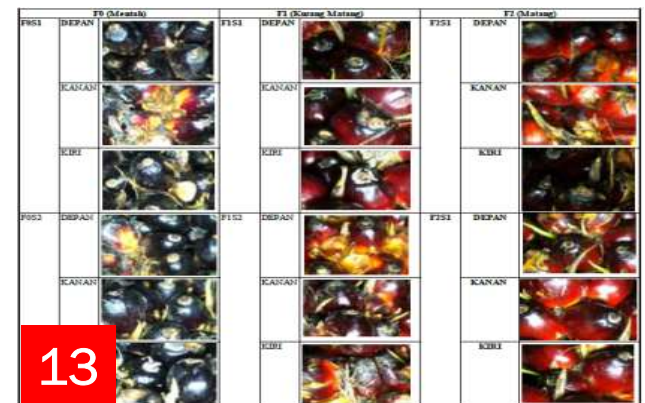 F0 (Mentah) F1 (Kurang Matang) F2 (Matang)
F0S1 DEPAN F1S1 DEPAN F2S1 DEPAN
KANAN KANAN KANAN
KIRI KIRI KIRI
F0S2 DEPAN F1S2 DEPAN F2S1 DEPAN
KANAN KANAN KANAN
KIRI KIRI
13